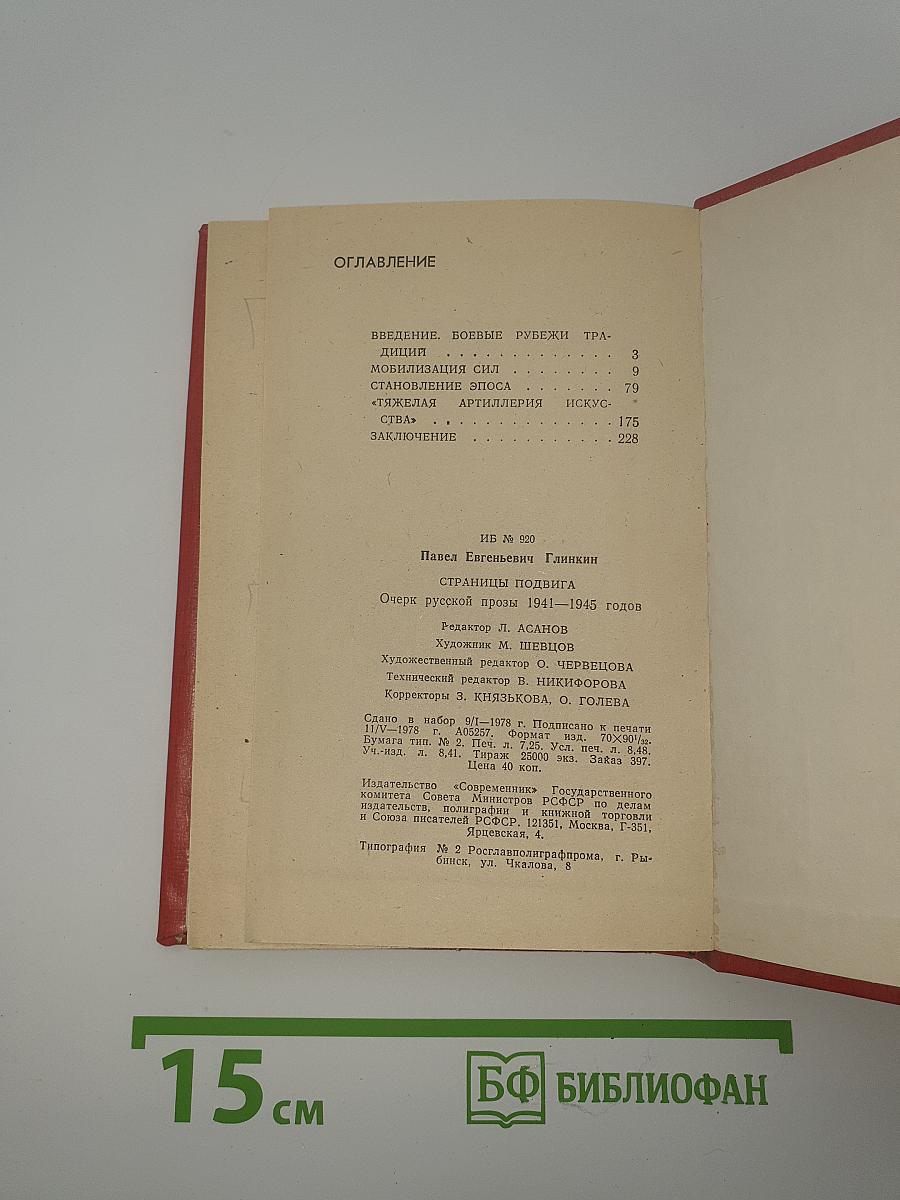 ОГЛАВЛЕНИЕ
ВВЕДЕНИЕ. БОЕВЫЕ РУБЕЖИ ТРА-
ДИЦИЙ . . . . . . . . . . . . . 3
МОБИЛИЗАЦИЯ СИЛ . . . . . . . . 9
СТАНОВЛЕНИЕ ЭПОСА . . . . . . . 79
«ТЯЖЕЛАЯ АРТИЛЛЕРИЯ ИСКУС-
СТВА» . . . . . . . . . . . . . . 175
ЗАКЛЮЧЕНИЕ . . . . . . . . . . . 228
ИБ № 920
Павел Евгеньевич Глинкин
СТРАНИЦЫ ПОДВИГА
Очерк русской прозы 1941—1945 годов
Редактор Л. АСАНОВ
Художник М. ШЕВЦОВ
Художественный редактор О. ЧЕРВЕЦОВА
Технический редактор В. НИКИФОРОВА
Корректоры З. КНЯЗЬКОВА, О. ГОЛЕВА
Сдано в набор 9/I—1978 г. Подписано к печати
11/V—1978 г. А05257. Формат изд. 70×90¹/₃₂.
Бумага тип. № 2. Печ. л. 7,25. Усл. печ. л. 8,48.
Уч.-изд. л. 8,41. Тираж 25000 экз. Заказ 397.
Цена 40 коп.
Издательство «Современник» Государственного
комитета Совета Министров РСФСР по делам
издательств, полиграфии и книжной торговли
и Союза писателей РСФСР. 121351, Москва, Г-351,
Ярцевская, 4.
Типография № 2 Росглавполиграфпрома, г. Ры-
бинск, ул. Чкалова, 8
15 см
БФ БИБЛИОФАН